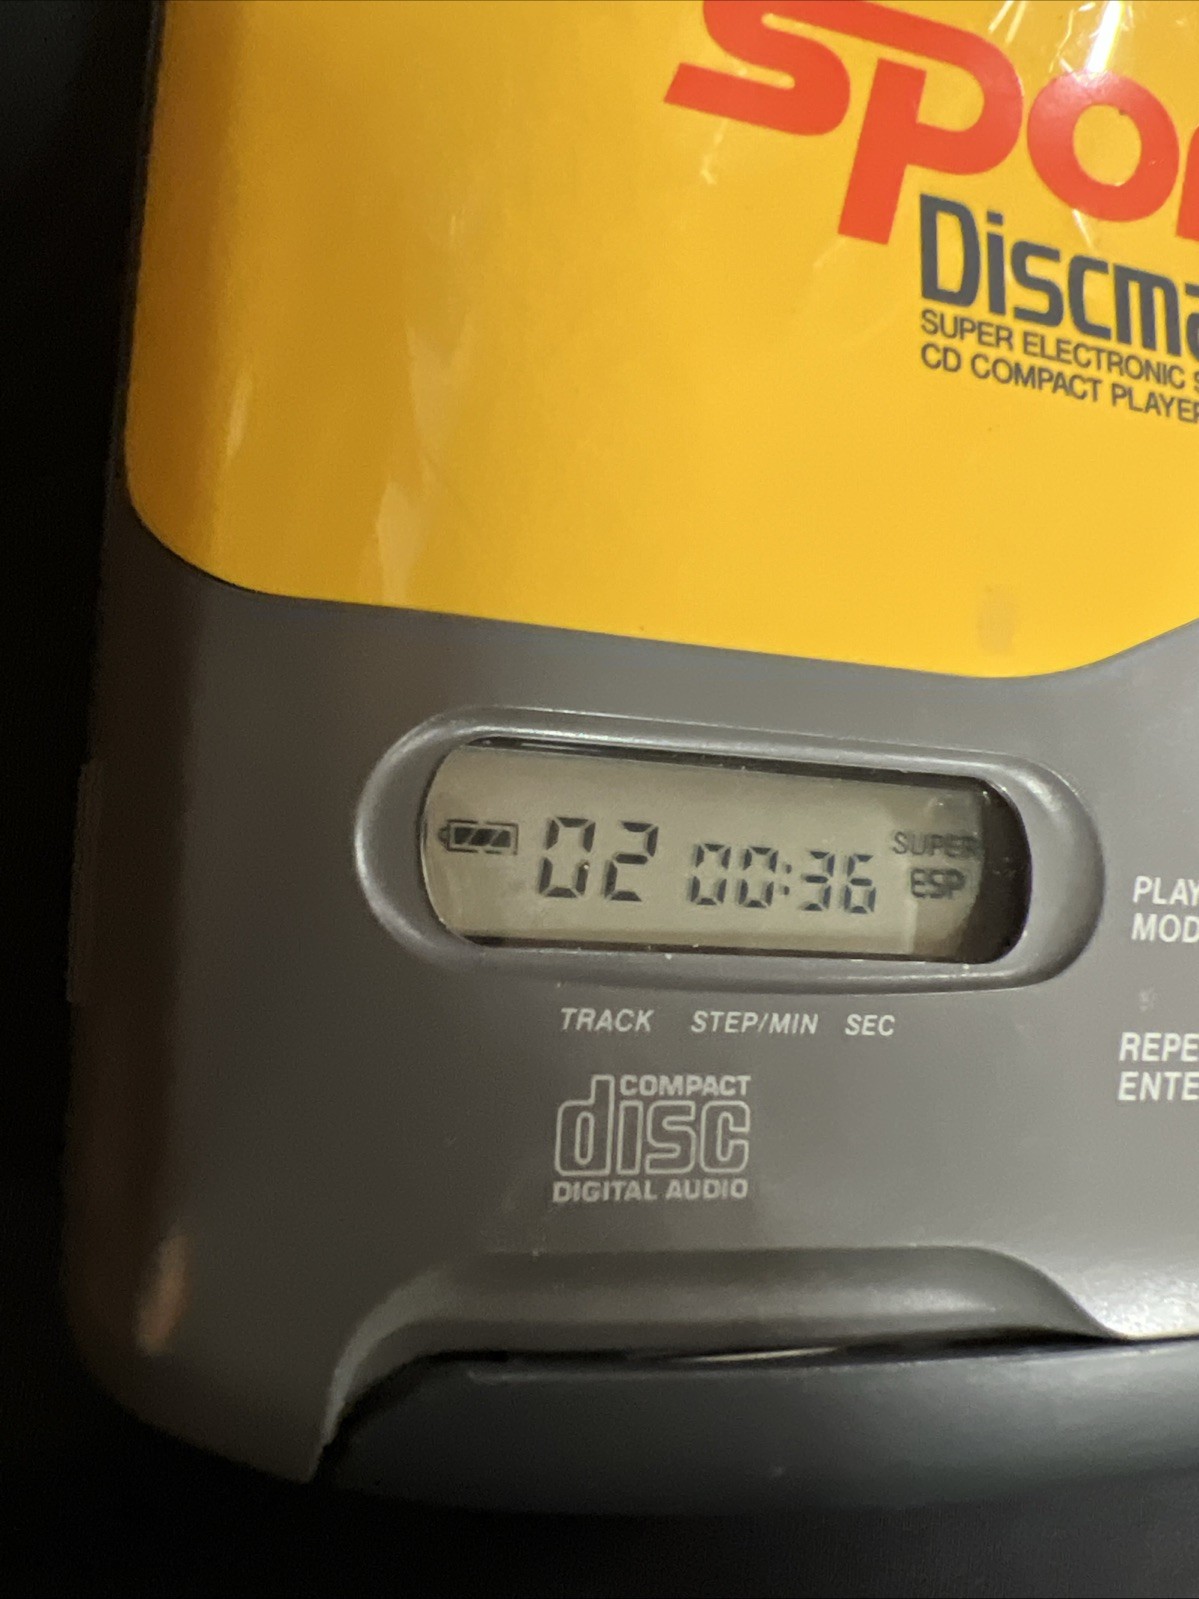 spor
Discma
SUPER ELECTRONIC S
CD COMPACT PLAYER
02 00:36 SUPER
ESP
PLAY
MOD
TRACK STEP/MIN SEC
REPE
ENTE
COMPACT
disc
DIGITAL AUDIO